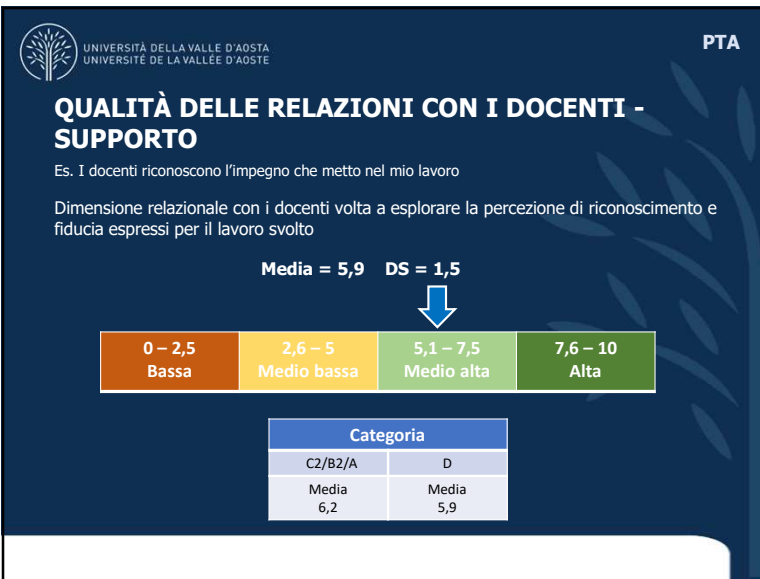 UNIVERSITÀ DELLA VALLE D'AOSTA
UNIVERSITÉ DE LA VALLÉE D'AOSTE
PTA
QUALITÀ DELLE RELAZIONI CON I DOCENTI -
SUPPORTO
Es. I docenti riconoscono l'impegno che metto nel mio lavoro
Dimensione relazionale con i docenti volta a esplorare la percezione di riconoscimento e
fiducia espressi per il lavoro svolto
Media = 5,9 DS = 1,5
0 – 2,5 2,6 – 5 5,1 – 7,5 7,6 – 10
Bassa Medio bassa Medio alta Alta
Categoria
C2/B2/A D
Media Media
6,2 5,9